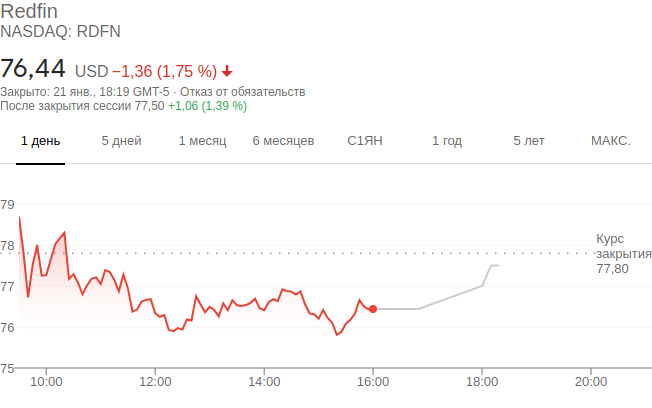 Redfin
NASDAQ: RDFN
76,44 USD −1,36 (1,75 %)
Закрыто: 21 янв., 18:19 GMT-5 · Отказ от обязательств
После закрытия сессии 77,50 +1,06 (1,39 %)
1 день 5 дней 1 месяц 6 месяцев С1ЯН 1 год 5 лет МАКС.
79
78
77
76
75
Курс
закрытия
77,80
10:00 12:00 14:00 16:00 18:00 20:00